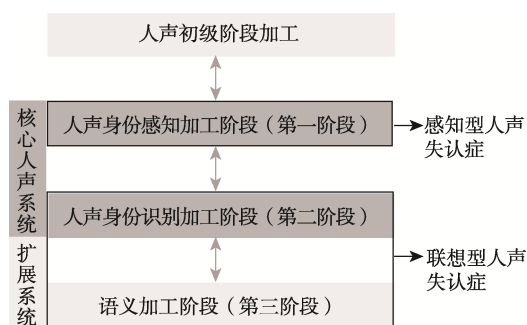 人声初级阶段加工
核心人声系统
人声身份感知加工阶段（第一阶段）
感知型人声
失认症
人声身份识别加工阶段（第二阶段）
扩展系统
联想型人声
失认症
语义加工阶段（第三阶段）